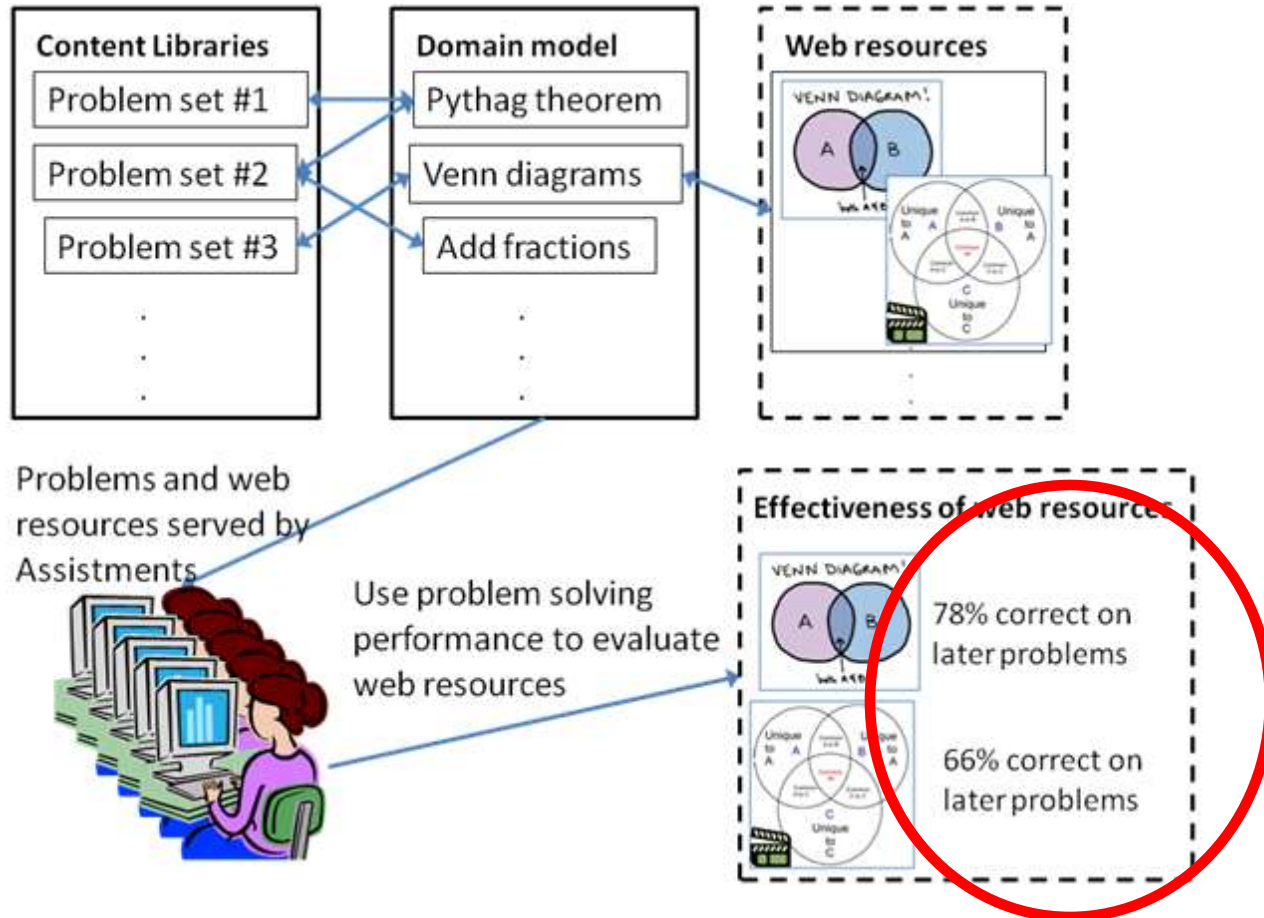 Content Libraries
Problem set #1
Problem set #2
Problem set #3
Domain model
Pythag theorem
Venn diagrams
Add fractions
Web resources
VENN DIAGRAM!
A
B
Unique
to
A
A
B
Unique
to
A
C
Unique
to
C
Problems and web
resources served by
Assistments
Use problem solving
performance to evaluate
web resources
Effectiveness of web resources
VENN DIAGRAM!
A
B
78% correct on
later problems
Unique
to
A
A
B
Unique
to
A
C
Unique
to
C
66% correct on
later problems